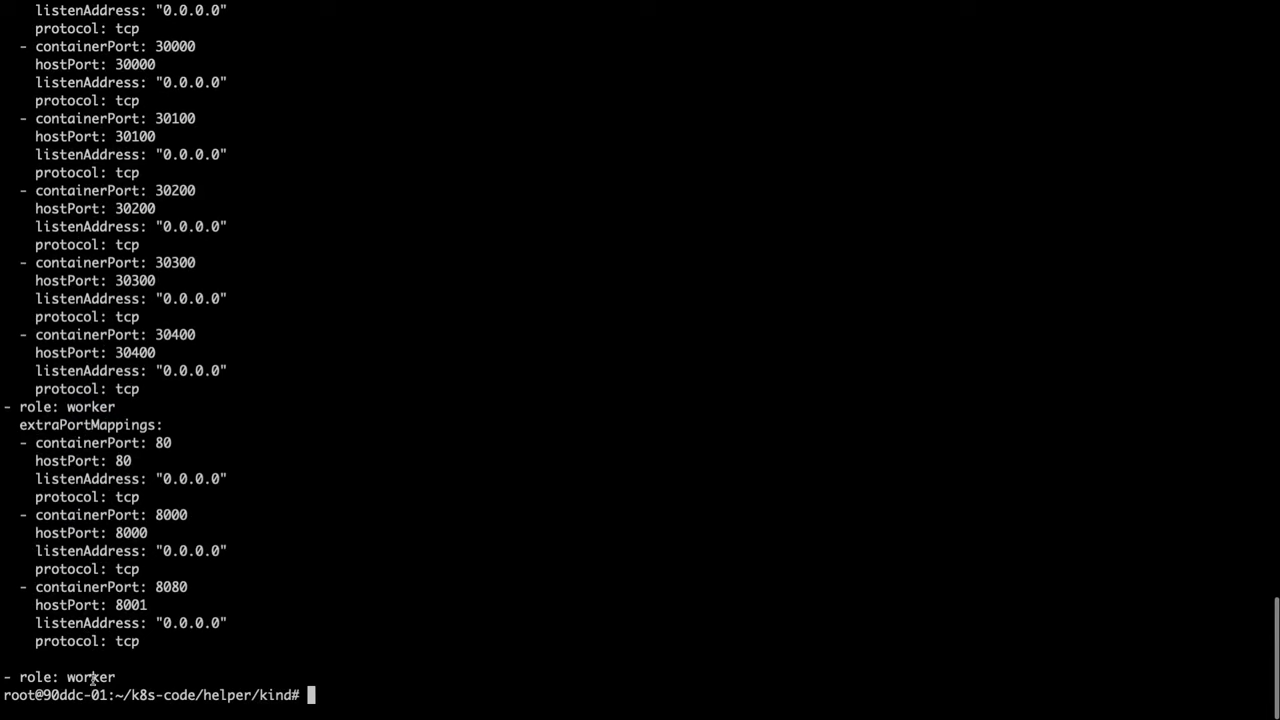 listenAddress: "0.0.0.0"
protocol: tcp
- containerPort: 30000
hostPort: 30000
listenAddress: "0.0.0.0"
protocol: tcp
- containerPort: 30100
hostPort: 30100
listenAddress: "0.0.0.0"
protocol: tcp
- containerPort: 30200
hostPort: 30200
listenAddress: "0.0.0.0"
protocol: tcp
- containerPort: 30300
hostPort: 30300
listenAddress: "0.0.0.0"
protocol: tcp
- containerPort: 30400
hostPort: 30400
listenAddress: "0.0.0.0"
protocol: tcp
- role: worker
extraPortMappings:
- containerPort: 80
hostPort: 80
listenAddress: "0.0.0.0"
protocol: tcp
- containerPort: 8000
hostPort: 8000
listenAddress: "0.0.0.0"
protocol: tcp
- containerPort: 8080
hostPort: 8001
listenAddress: "0.0.0.0"
protocol: tcp
- role: worker
root@90ddc-01:~/k8s-code/helper/kind#